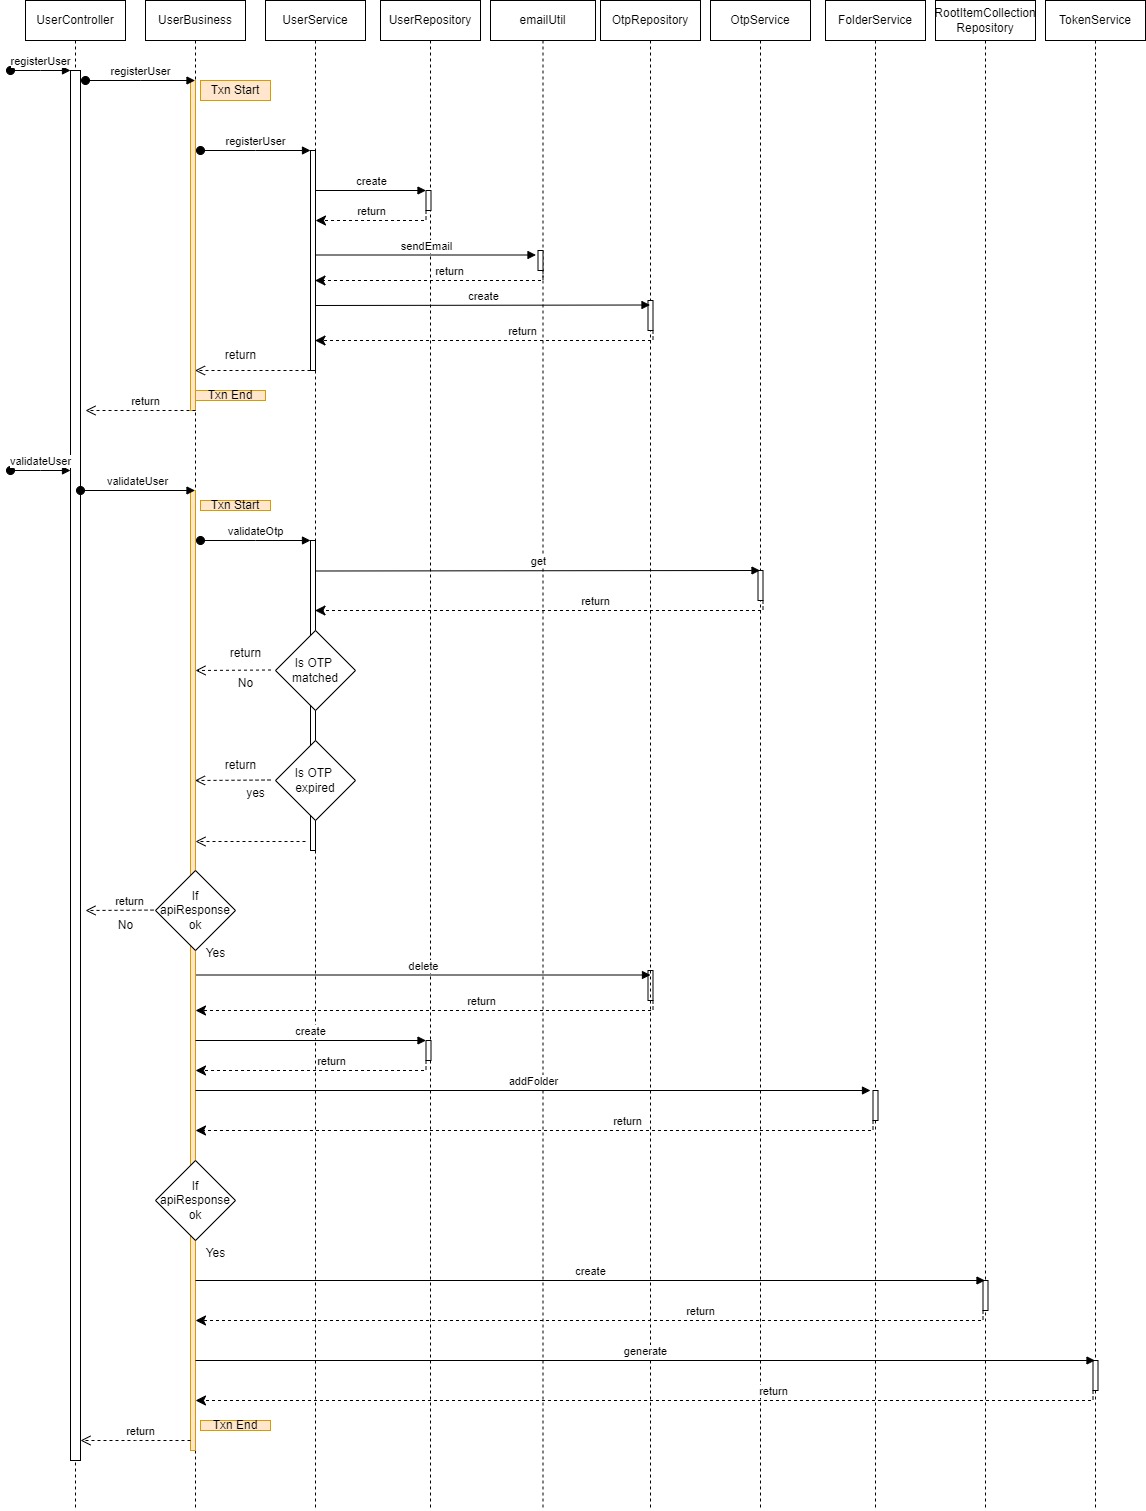 UserController
UserBusiness
UserService
UserRepository
emailUtil
OtpRepository
OtpService
FolderService
RootItemCollection
Repository
TokenService
registerUser
registerUser
Txn Start
registerUser
create
return
sendEmail
return
create
return
return
Txn End
return
validateUser
validateUser
Txn Start
validateOtp
get
return
Is OTP
matched
return
No
Is OTP
expired
return
yes
If
apiResponse
ok
return
No
Yes
delete
return
create
return
addFolder
return
If
apiResponse
ok
Yes
create
return
generate
return
Txn End
return